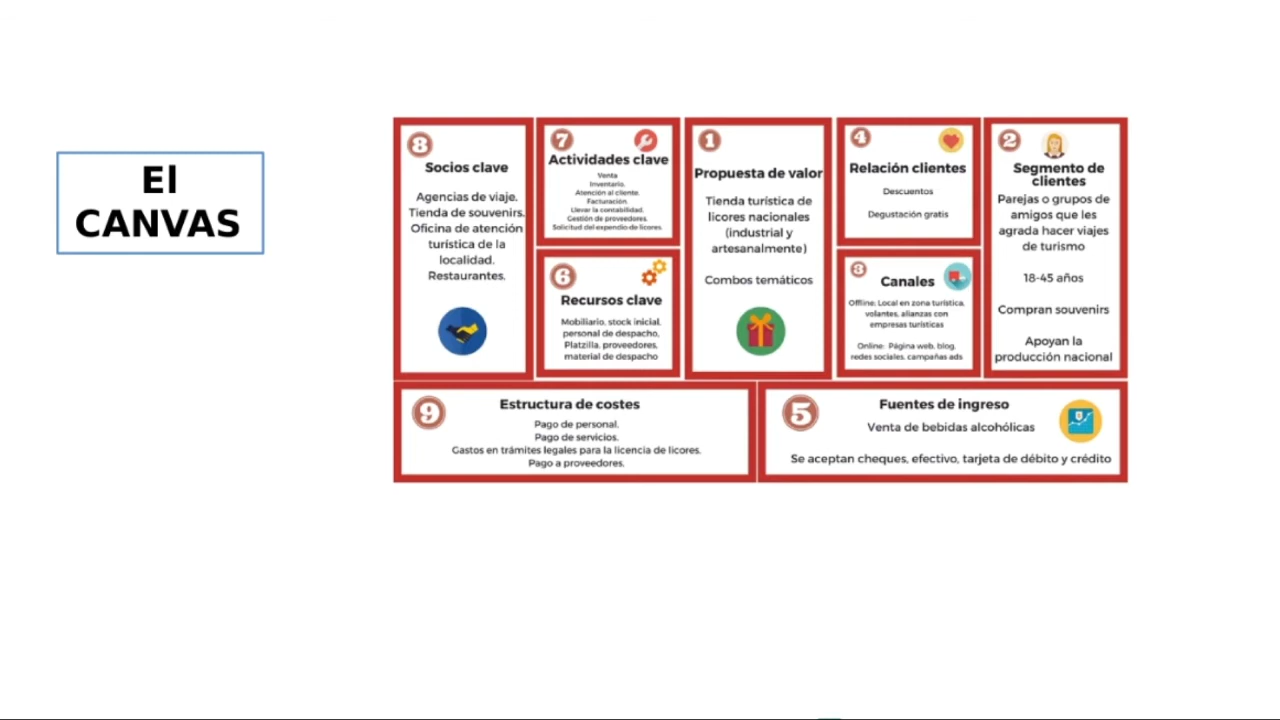 El
CANVAS
8
Socios clave
Agencias de viaje.
Tienda de souvenirs.
Oficina de atención
turística de la
localidad.
Restaurantes.
7
Actividades clave
Venta
Inventario.
Atención al cliente.
Facturación.
Llevar la contabilidad.
Gestión de proveedores.
Solicitud del expendio de licores.
6
Recursos clave
Mobiliario, stock inicial,
personal de despacho,
Platzilla, proveedores,
material de despacho
1
Propuesta de valor
Tienda turística de
licores nacionales
(industrial y
artesanalmente)
Combos temáticos
4
Relación clientes
Descuentos
Degustación gratis
3
Canales
Offline: Local en zona turística,
volantes, alianzas con
empresas turísticas
Online: Página web, blog,
redes sociales, campañas ads
2
Segmento de
clientes
Parejas o grupos de
amigos que les
agrada hacer viajes
de turismo
18-45 años
Compran souvenirs
Apoyan la
producción nacional
9
Estructura de costes
Pago de personal.
Pago de servicios.
Gastos en trámites legales para la licencia de licores.
Pago a proveedores.
5
Fuentes de ingreso
Venta de bebidas alcohólicas
Se aceptan cheques, efectivo, tarjeta de débito y crédito